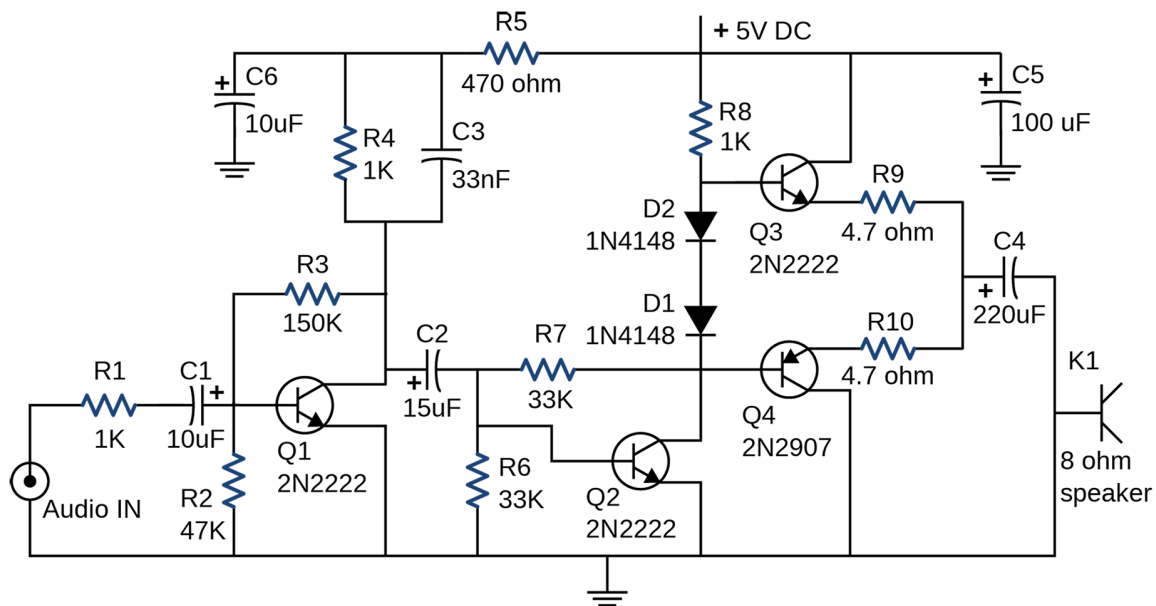 R5
+ 5V DC
470 ohm
+ C6
10uF
R4
1K
C3
33nF
R8
1K
+ C5
100 uF
D2
1N4148
Q3
2N2222
R9
4.7 ohm
C4
+
220uF
R3
150K
D1
1N4148
R10
4.7 ohm
R1
1K
C1
+
10uF
C2
+
15uF
R7
33K
Q4
2N2907
K1
8 ohm
speaker
Q1
2N2222
R2
47K
R6
33K
Q2
2N2222
Audio IN